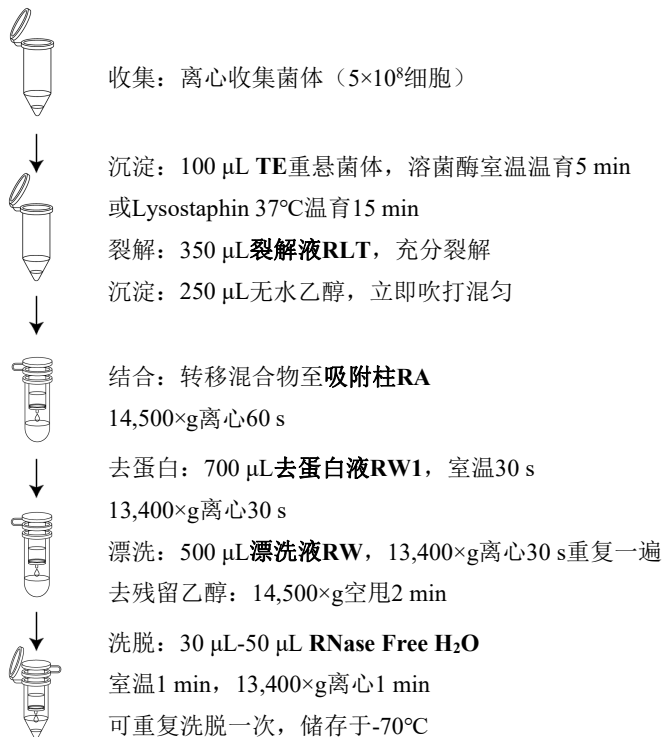 收集：离心收集菌体（5×10⁸细胞）
沉淀：100 μL TE重悬菌体，溶菌酶室温温育5 min
或Lysostaphin 37℃温育15 min
裂解：350 μL裂解液RLT，充分裂解
沉淀：250 μL无水乙醇，立即吹打混匀
结合：转移混合物至吸附柱RA
14,500×g离心60 s
去蛋白：700 μL去蛋白液RW1，室温30 s
13,400×g离心30 s
漂洗：500 μL漂洗液RW，13,400×g离心30 s重复一遍
去残留乙醇：14,500×g空甩2 min
洗脱：30 μL-50 μL RNase Free H₂O
室温1 min，13,400×g离心1 min
可重复洗脱一次，储存于-70℃